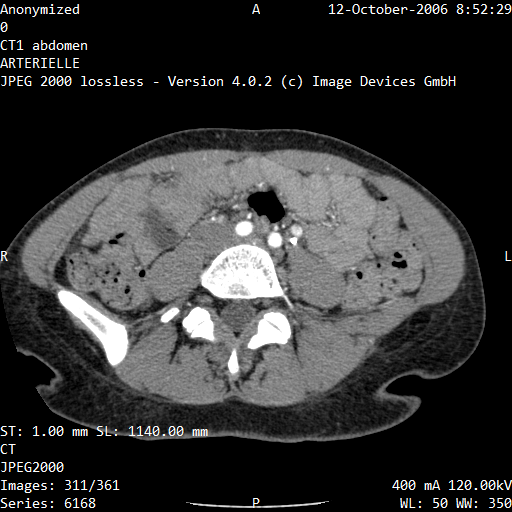 Anonymized A 12-October-2006 8:52:29
0
CT1 abdomen
ARTERIELLE
JPEG 2000 lossless - Version 4.0.2 (c) Image Devices GmbH
R L
ST: 1.00 mm SL: 1140.00 mm
CT
JPEG2000
Images: 311/361 400 mA 120.00kV
Series: 6168 P WL: 50 WW: 350